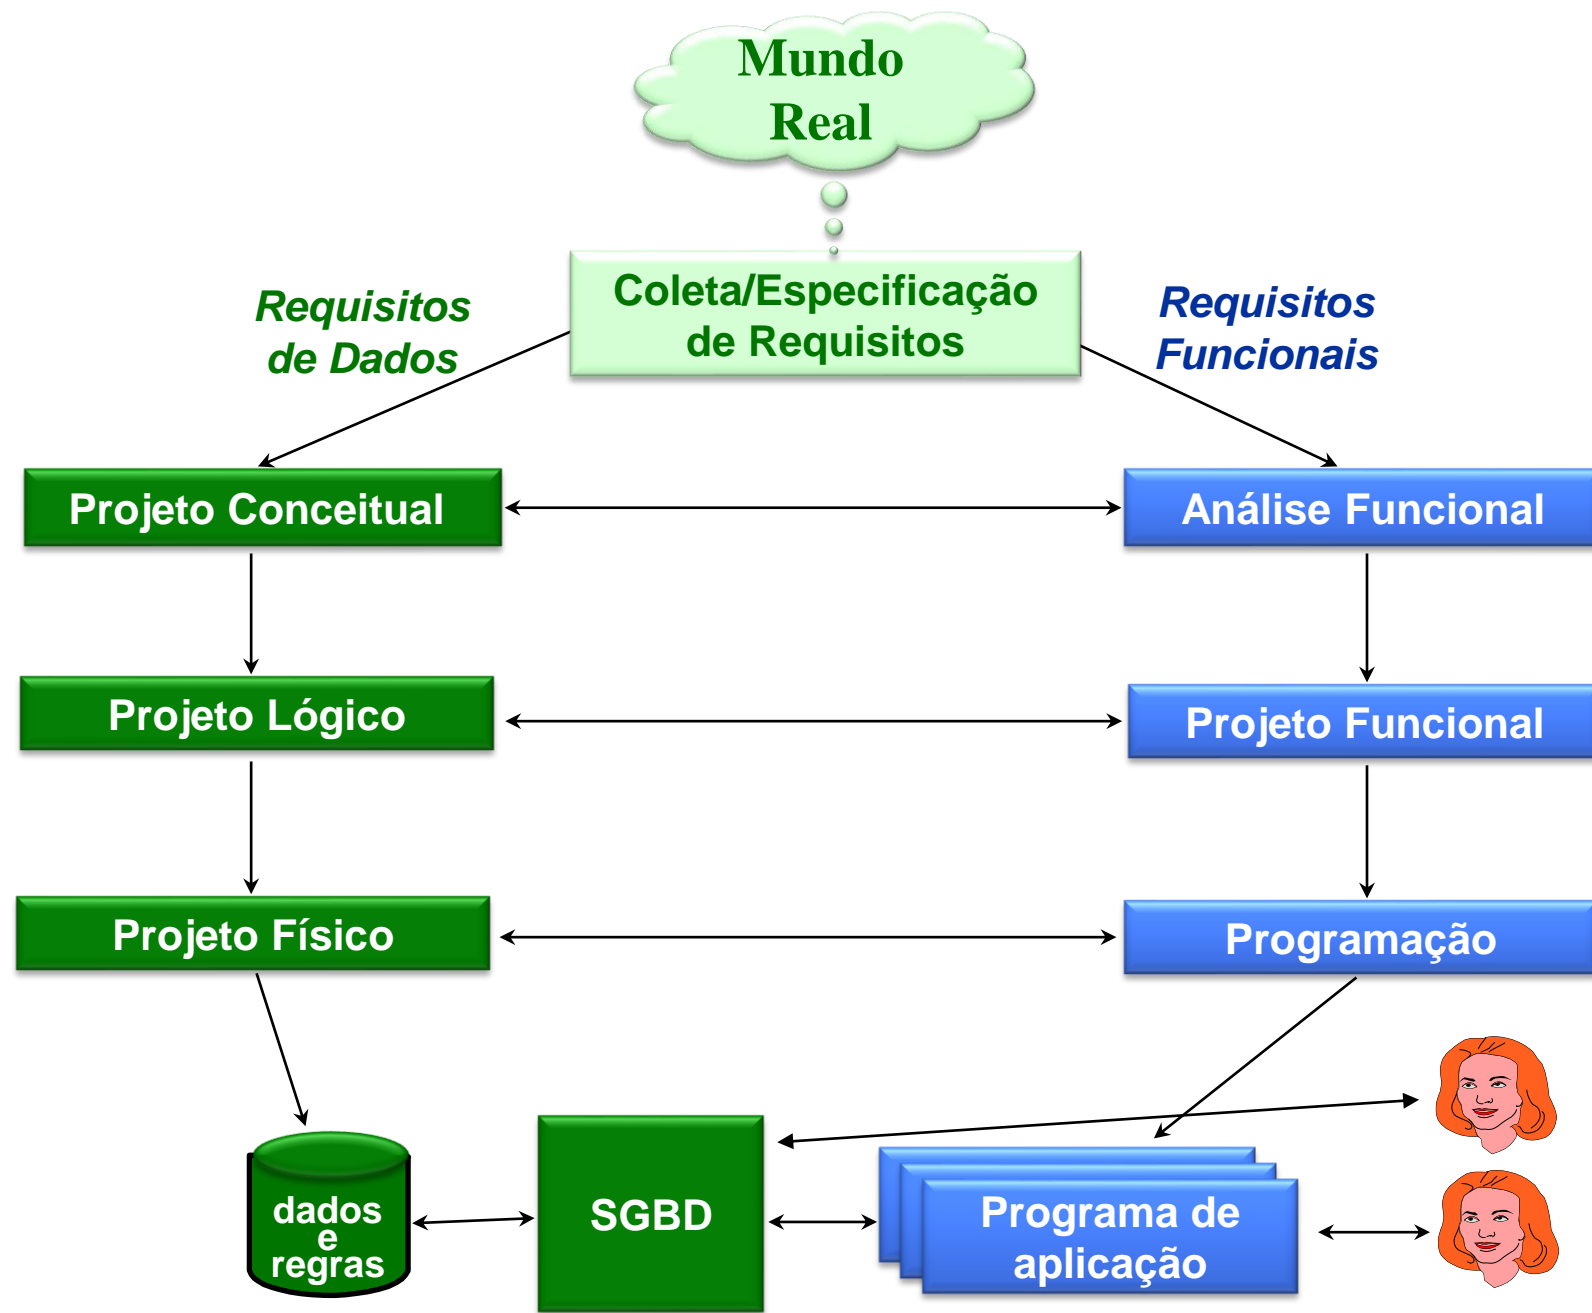 Mundo
Real
Coleta/Especificação
de Requisitos
Requisitos
de Dados
Requisitos
Funcionais
Projeto Conceitual
Análise Funcional
Projeto Lógico
Projeto Funcional
Projeto Físico
Programação
dados
e
regras
SGBD
Programa de
aplicação